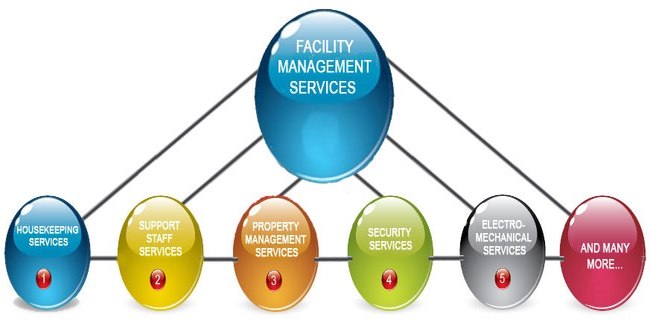 FACILITY
MANAGEMENT
SERVICES
HOUSEKEEPING
SERVICES
1
SUPPORT
STAFF
SERVICES
2
PROPERTY
MANAGEMENT
SERVICES
3
SECURITY
SERVICES
4
ELECTRO-
MECHANICAL
SERVICES
5
AND MANY
MORE...